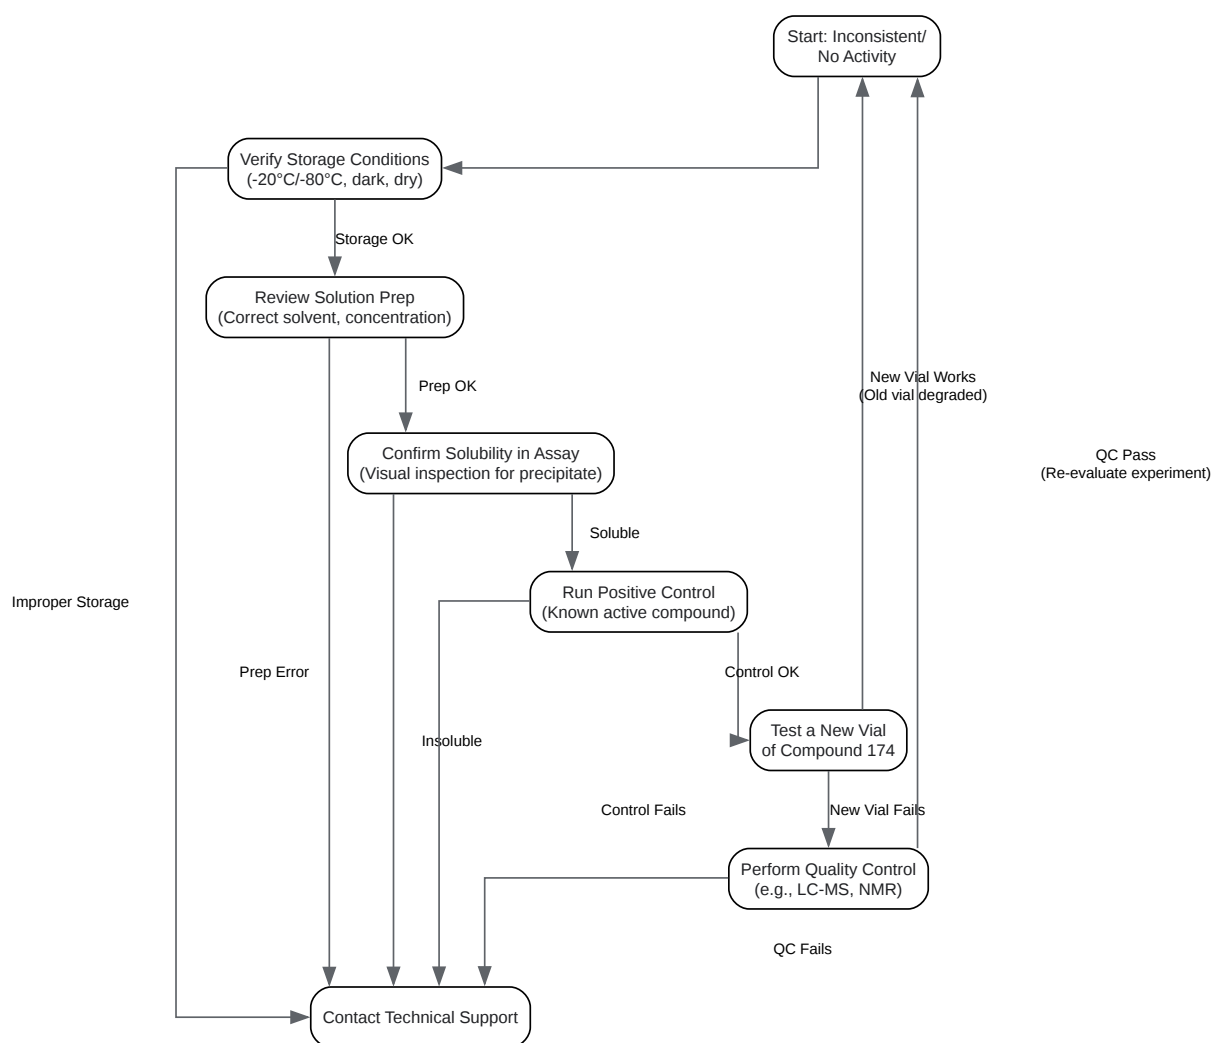 Start: Inconsistent/
No Activity
Verify Storage Conditions
(-20°C/-80°C, dark, dry)
Storage OK
Review Solution Prep
(Correct solvent, concentration)
New Vial Works
(Old vial degraded)
Prep OK
Confirm Solubility in Assay
(Visual inspection for precipitate)
QC Pass
(Re-evaluate experiment)
Soluble
Run Positive Control
(Known active compound)
Improper Storage
Prep Error
Control OK
Insoluble
Test a New Vial
of Compound 174
Control Fails
New Vial Fails
Perform Quality Control
(e.g., LC-MS, NMR)
QC Fails
Contact Technical Support